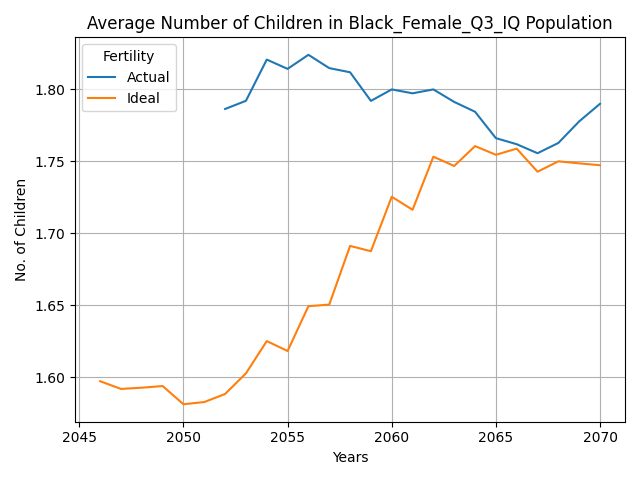 Average Number of Children in Black_Female_Q3_IQ Population
Fertility
Actual
Ideal
No. of Children
1.80
1.75
1.70
1.65
1.60
2045 2050 2055 2060 2065 2070
Years